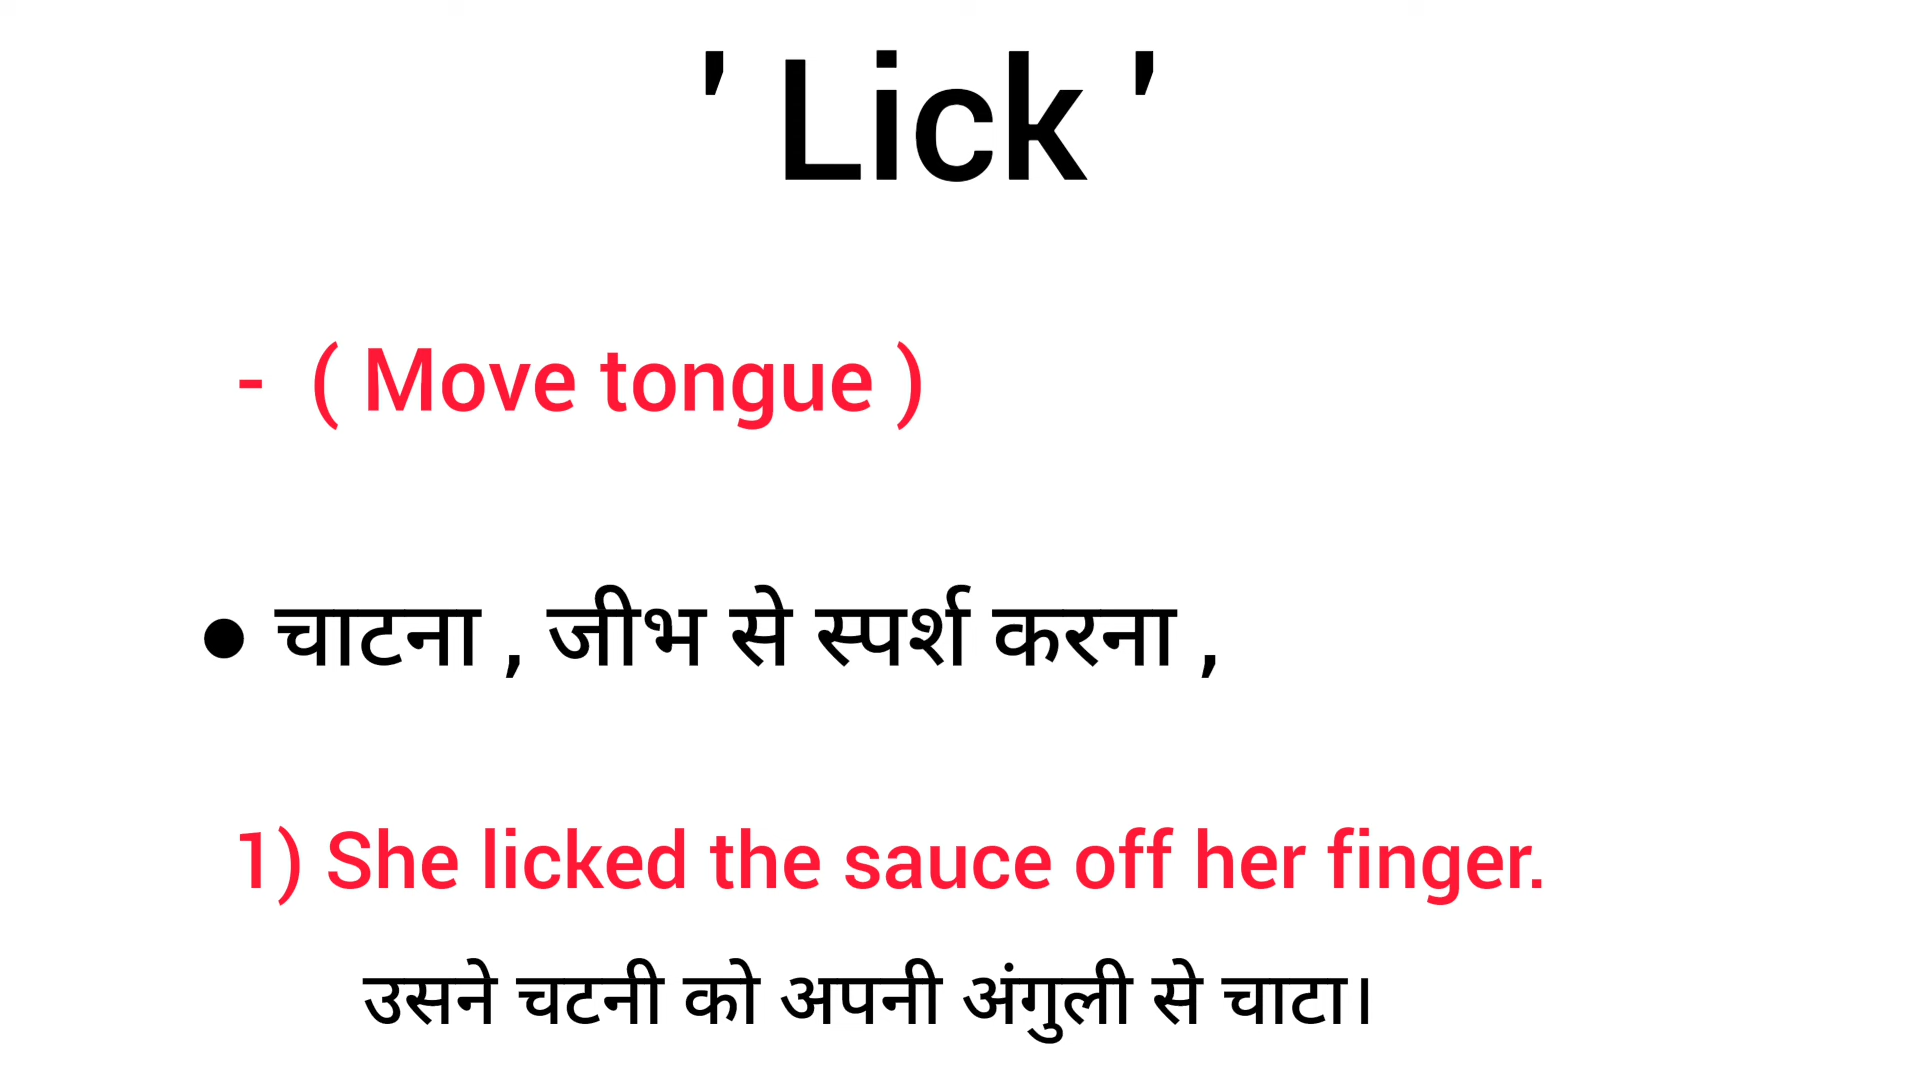 ' Lick '
- ( Move tongue )
● चाटना , जीभ से स्पर्श करना ,
1) She licked the sauce off her finger.
उसने चटनी को अपनी अंगुली से चाटा।